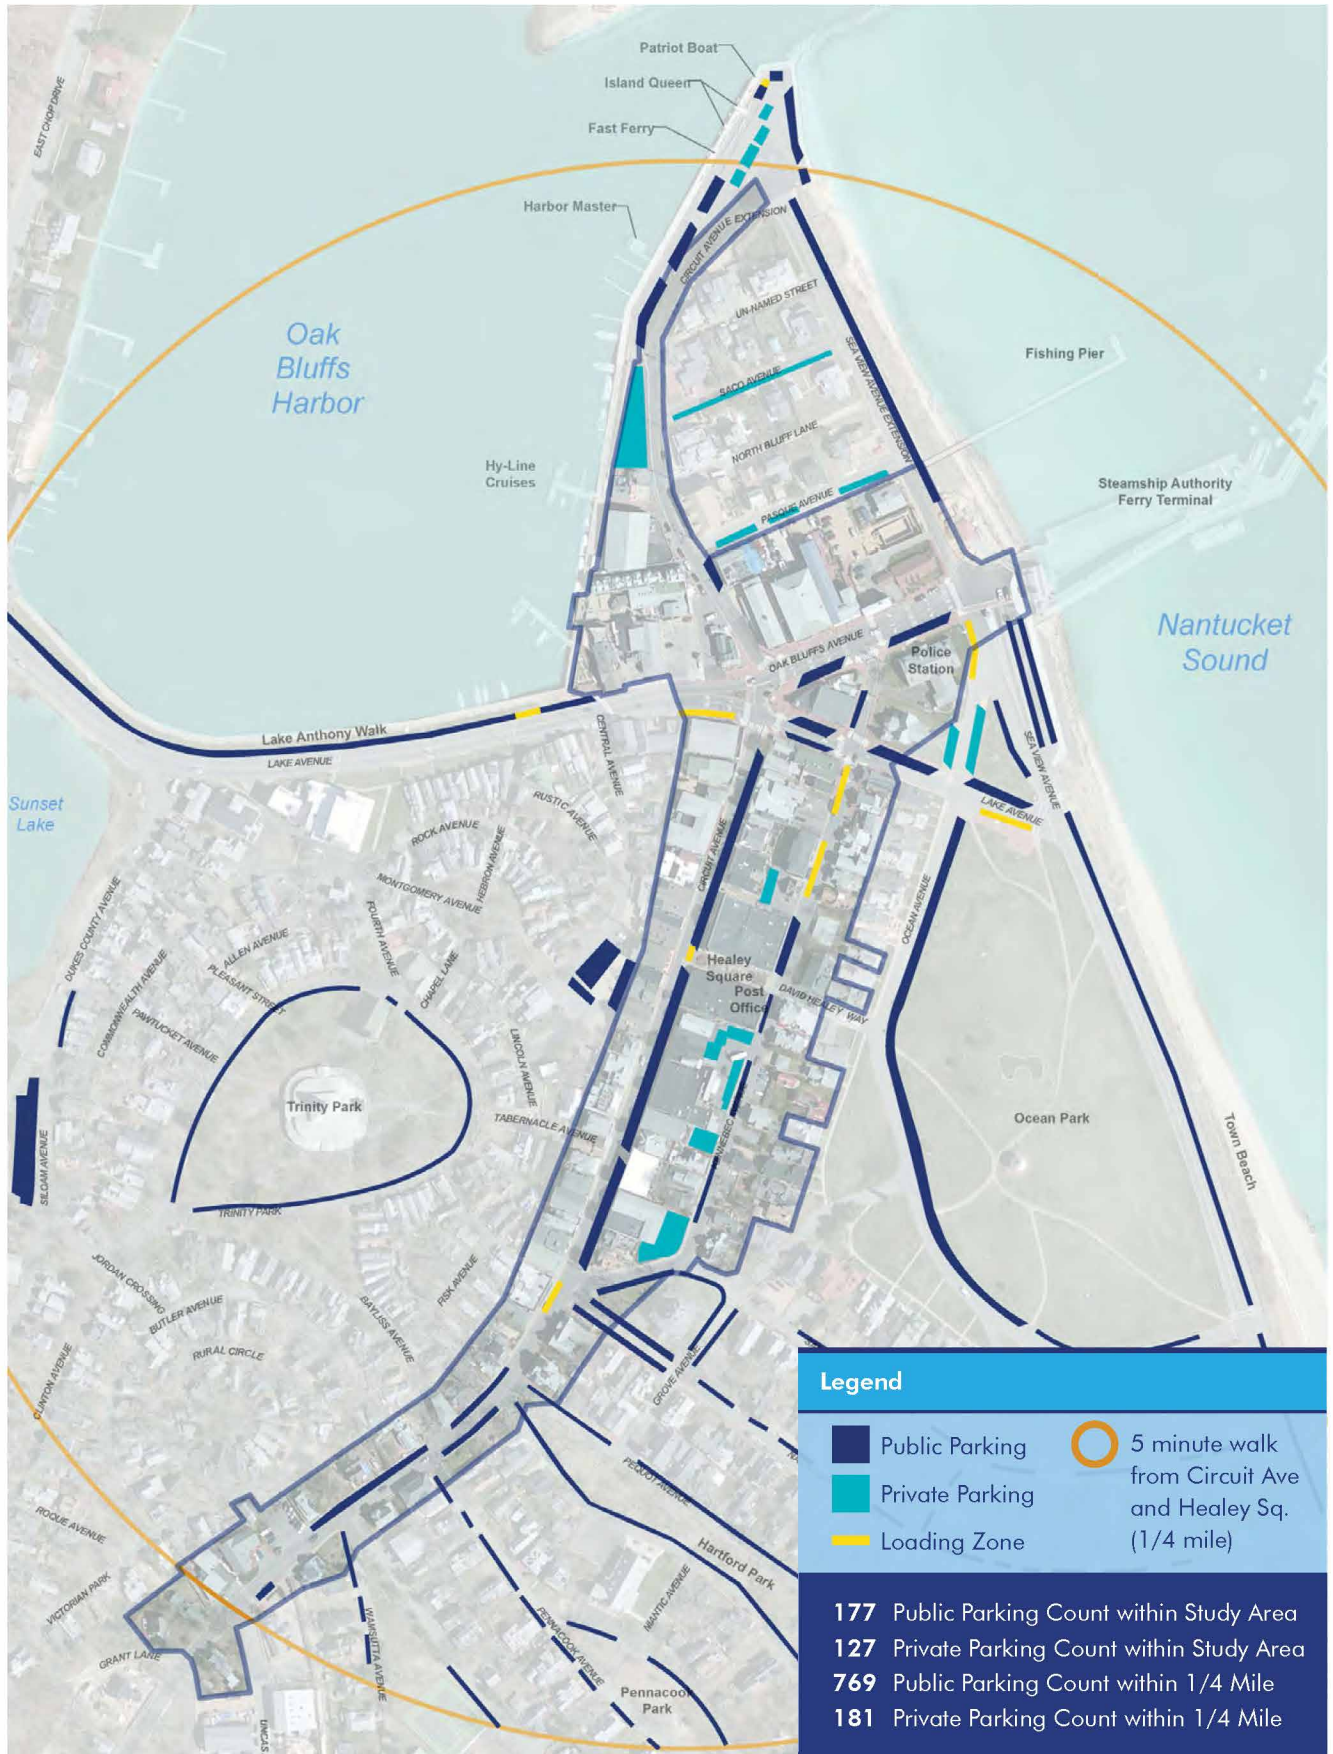 Patriot Boat
Island Queen
Fast Ferry
EAST CHOP DRIVE
Harbor Master
CIRCUIT AVENUE EXTENSION
UN-NAMED STREET
Oak
Bluffs
Harbor
Fishing Pier
SEA VIEW AVENUE EXTENSION
SACO AVENUE
NORTH BLUFF LANE
Hy-Line
Cruises
Steamship Authority
Ferry Terminal
PASQUE AVENUE
Nantucket
Sound
OAK BLUFFS AVENUE
Police
Station
Lake Anthony Walk
LAKE AVENUE
CENTRAL AVENUE
SEA VIEW AVENUE
LAKE AVENUE
Sunset
Lake
RUSTIC AVENUE
ROCK AVENUE
HEBRON AVENUE
MONTGOMERY AVENUE
CIRCUIT AVENUE
OCEAN AVENUE
DUKES COUNTY AVENUE
FOURTH AVENUE
ALLEN AVENUE
CHAPEL LANE
PLEASANT STREET
COMMONWEALTH AVENUE
PAWTUCKET AVENUE
Healey
Square
Post
Office
DAVID HEALEY WAY
LINCOLN AVENUE
Trinity Park
TABERNACLE AVENUE
Ocean Park
Town Beach
SILOAM AVENUE
TRINITY PARK
JORDAN CROSSING
BUTLER AVENUE
RURAL CIRCLE
BAYLISS AVENUE
FISK AVENUE
CLINTON AVENUE
GROVE AVENUE
PEQUOT AVENUE
Hartford Park
ROQUE AVENUE
VICTORIAN PARK
GRANT LANE
WAMSUTTA AVENUE
PENNACOOK AVENUE
NIANTIC AVENUE
Pennacook
Park
UNCAS
Legend
Public Parking
Private Parking
Loading Zone
5 minute walk
from Circuit Ave
and Healey Sq.
(1/4 mile)
177 Public Parking Count within Study Area
127 Private Parking Count within Study Area
769 Public Parking Count within 1/4 Mile
181 Private Parking Count within 1/4 Mile